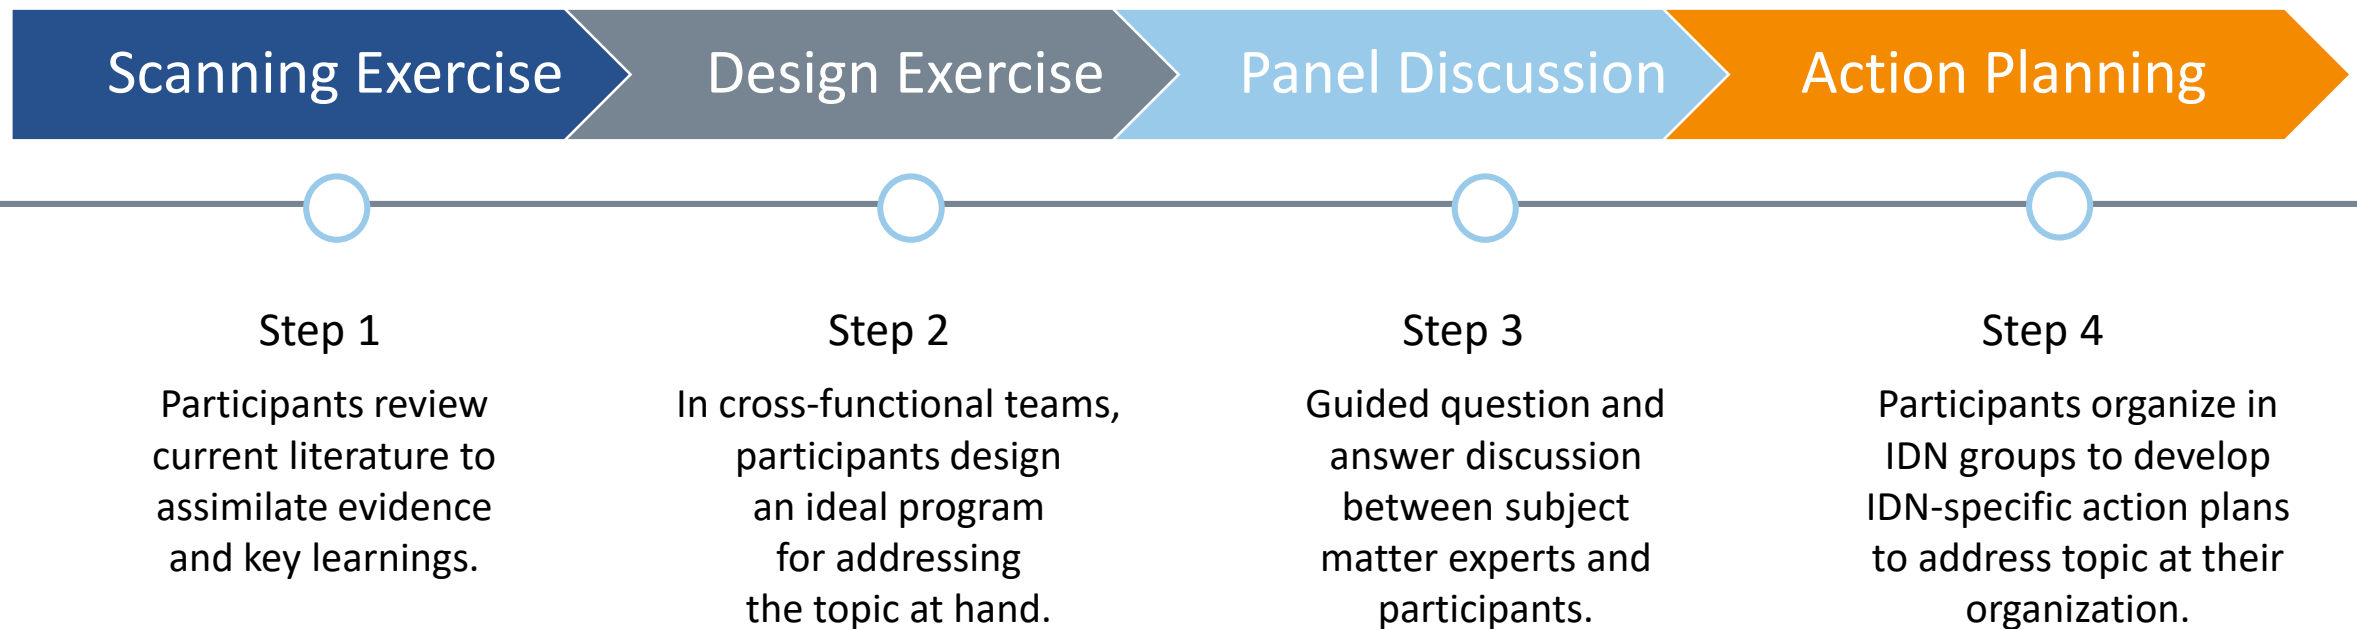 Scanning Exercise
Design Exercise
Panel Discussion
Action Planning
Step 1
Participants review
current literature to
assimilate evidence
and key learnings.
Step 2
In cross-functional teams,
participants design
an ideal program
for addressing
the topic at hand.
Step 3
Guided question and
answer discussion
between subject
matter experts and
participants.
Step 4
Participants organize in
IDN groups to develop
IDN-specific action plans
to address topic at their
organization.